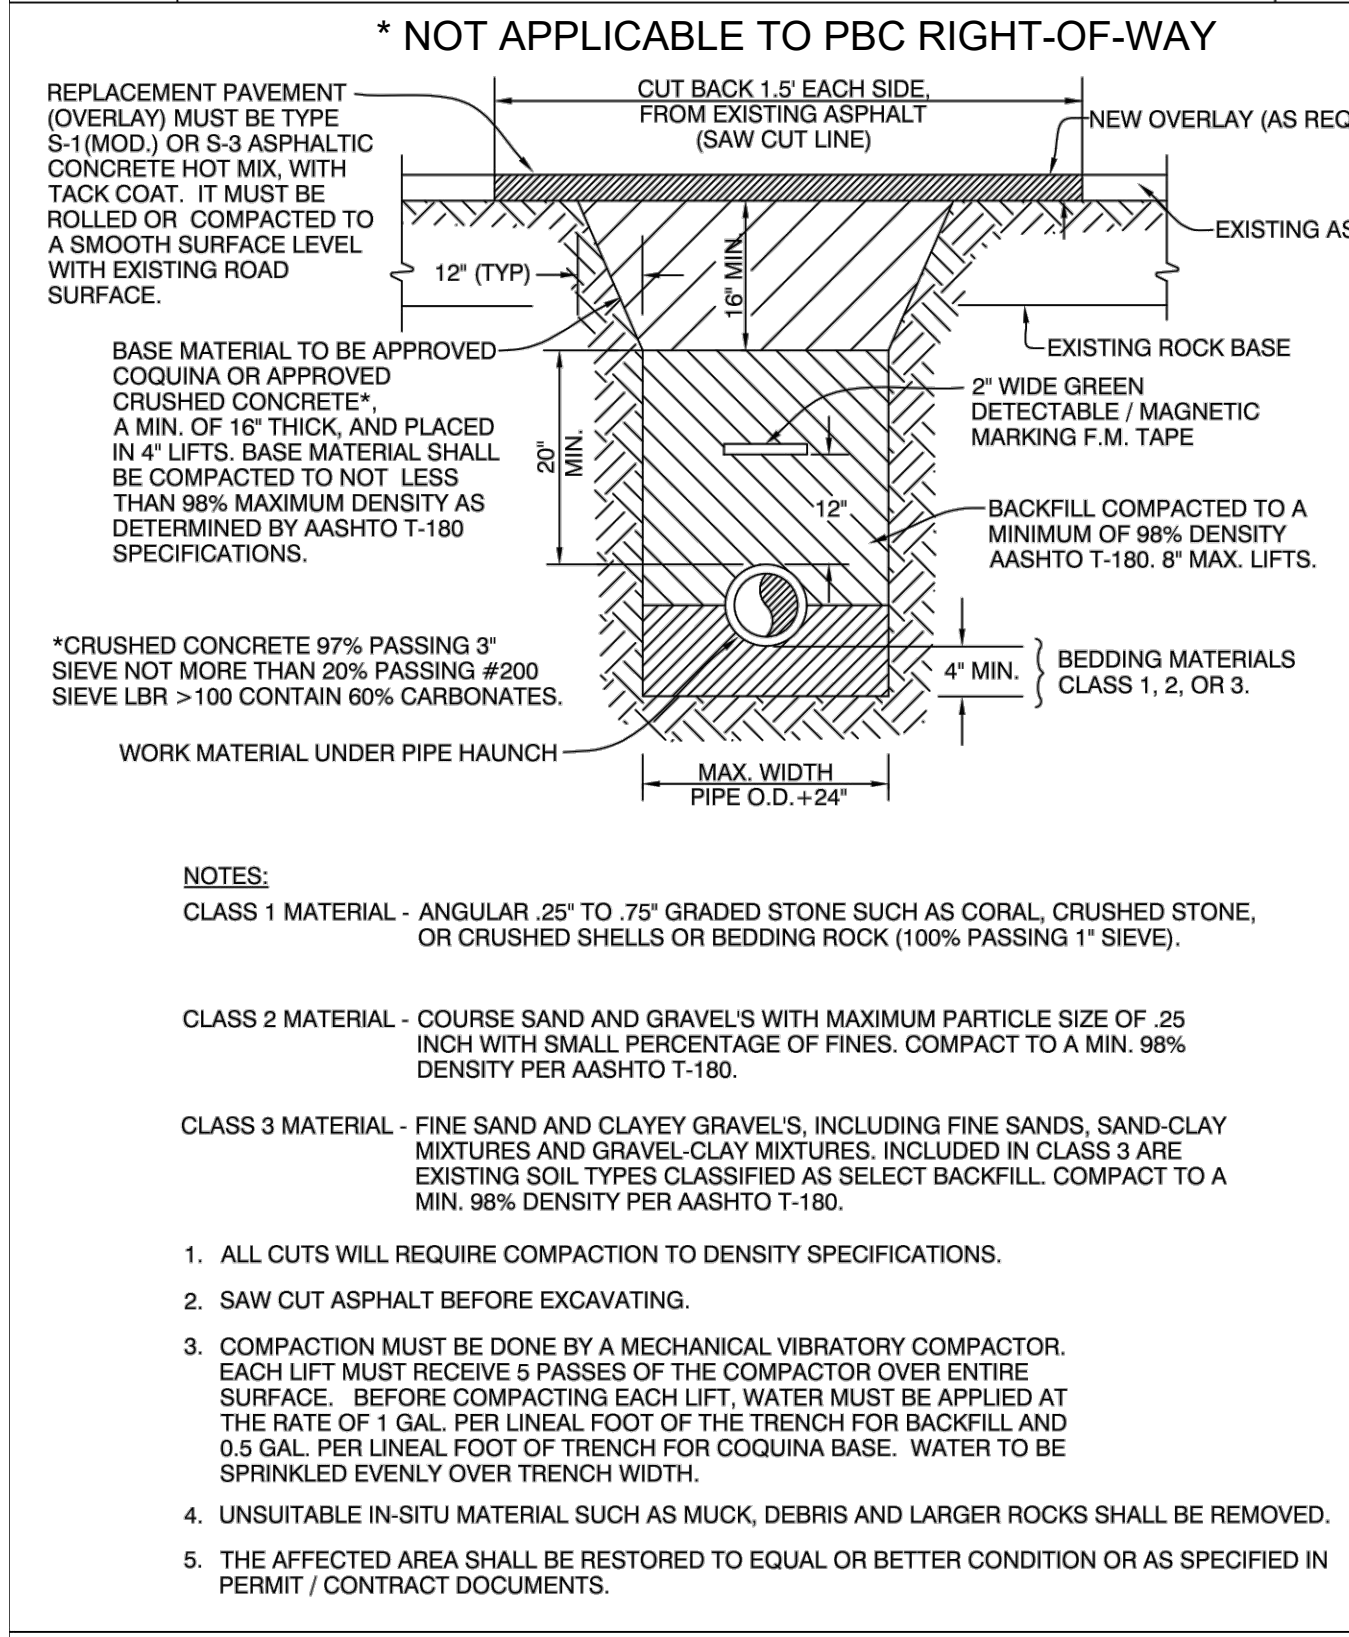 * NOT APPLICABLE TO PBC RIGHT-OF-WAY
REPLACEMENT PAVEMENT
(OVERLAY) MUST BE TYPE
S-1(MOD.) OR S-3 ASPHALTIC
CONCRETE HOT MIX, WITH
TACK COAT. IT MUST BE
ROLLED OR COMPACTED TO
A SMOOTH SURFACE LEVEL
WITH EXISTING ROAD
SURFACE.
CUT BACK 1.5' EACH SIDE,
FROM EXISTING ASPHALT
(SAW CUT LINE)
NEW OVERLAY (AS REQ
EXISTING AS
12" (TYP)
16" MIN.
EXISTING ROCK BASE
BASE MATERIAL TO BE APPROVED
COQUINA OR APPROVED
CRUSHED CONCRETE*,
A MIN. OF 16" THICK, AND PLACED
IN 4" LIFTS. BASE MATERIAL SHALL
BE COMPACTED TO NOT LESS
THAN 98% MAXIMUM DENSITY AS
DETERMINED BY AASHTO T-180
SPECIFICATIONS.
20"
MIN.
2" WIDE GREEN
DETECTABLE / MAGNETIC
MARKING F.M. TAPE
12"
BACKFILL COMPACTED TO A
MINIMUM OF 98% DENSITY
AASHTO T-180. 8" MAX. LIFTS.
*CRUSHED CONCRETE 97% PASSING 3"
SIEVE NOT MORE THAN 20% PASSING #200
SIEVE LBR >100 CONTAIN 60% CARBONATES.
4" MIN.
BEDDING MATERIALS
CLASS 1, 2, OR 3.
WORK MATERIAL UNDER PIPE HAUNCH
MAX. WIDTH
PIPE O.D.+24"
NOTES:
CLASS 1 MATERIAL - ANGULAR .25" TO .75" GRADED STONE SUCH AS CORAL, CRUSHED STONE,
OR CRUSHED SHELLS OR BEDDING ROCK (100% PASSING 1" SIEVE).
CLASS 2 MATERIAL - COURSE SAND AND GRAVEL'S WITH MAXIMUM PARTICLE SIZE OF .25
INCH WITH SMALL PERCENTAGE OF FINES. COMPACT TO A MIN. 98%
DENSITY PER AASHTO T-180.
CLASS 3 MATERIAL - FINE SAND AND CLAYEY GRAVEL'S, INCLUDING FINE SANDS, SAND-CLAY
MIXTURES AND GRAVEL-CLAY MIXTURES. INCLUDED IN CLASS 3 ARE
EXISTING SOIL TYPES CLASSIFIED AS SELECT BACKFILL. COMPACT TO A
MIN. 98% DENSITY PER AASHTO T-180.
1. ALL CUTS WILL REQUIRE COMPACTION TO DENSITY SPECIFICATIONS.
2. SAW CUT ASPHALT BEFORE EXCAVATING.
3. COMPACTION MUST BE DONE BY A MECHANICAL VIBRATORY COMPACTOR.
EACH LIFT MUST RECEIVE 5 PASSES OF THE COMPACTOR OVER ENTIRE
SURFACE. BEFORE COMPACTING EACH LIFT, WATER MUST BE APPLIED AT
THE RATE OF 1 GAL. PER LINEAL FOOT OF THE TRENCH FOR BACKFILL AND
0.5 GAL. PER LINEAL FOOT OF TRENCH FOR COQUINA BASE. WATER TO BE
SPRINKLED EVENLY OVER TRENCH WIDTH.
4. UNSUITABLE IN-SITU MATERIAL SUCH AS MUCK, DEBRIS AND LARGER ROCKS SHALL BE REMOVED.
5. THE AFFECTED AREA SHALL BE RESTORED TO EQUAL OR BETTER CONDITION OR AS SPECIFIED IN
PERMIT / CONTRACT DOCUMENTS.